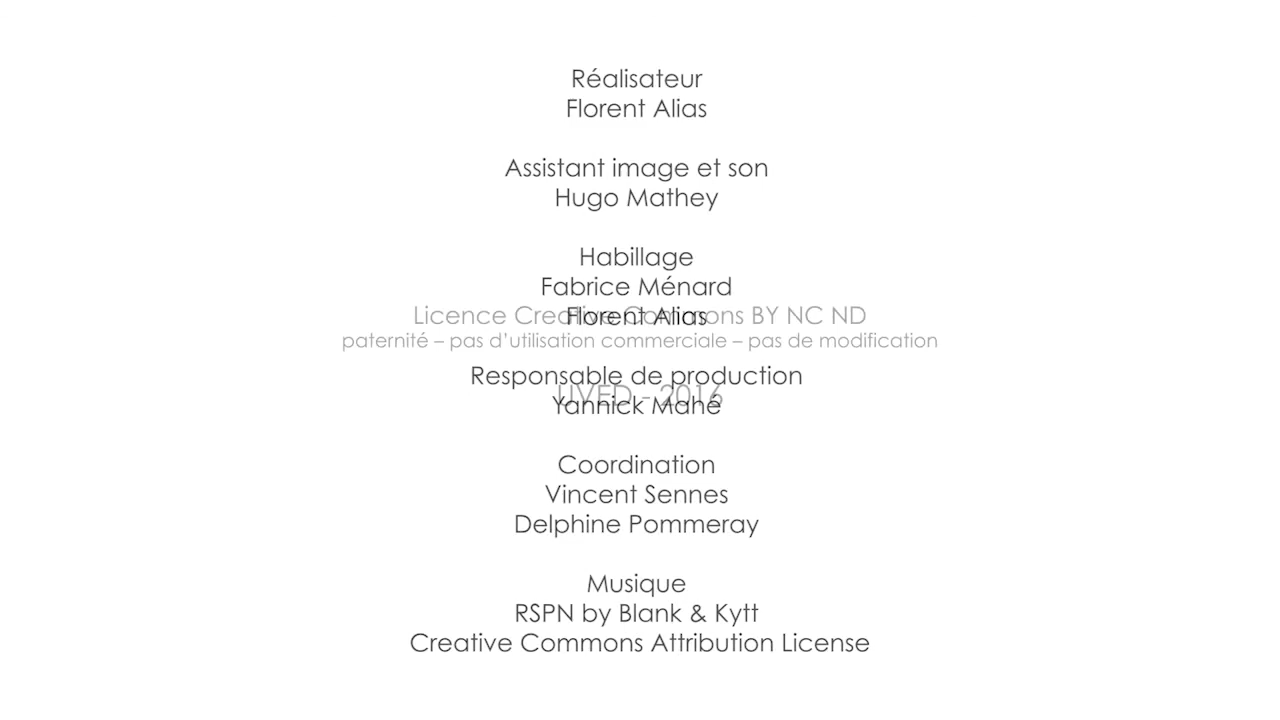 Réalisateur
Florent Alias
Assistant image et son
Hugo Mathey
Habillage
Fabrice Ménard
Florent Alias
Licence Creative Commons BY NC ND
paternité – pas d’utilisation commerciale – pas de modification
Responsable de production
UVED - 2016
Yannick Mahé
Coordination
Vincent Sennes
Delphine Pommeray
Musique
RSPN by Blank & Kytt
Creative Commons Attribution License